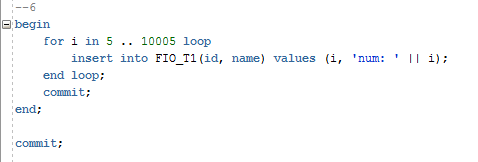 --6
begin
    for i in 5 .. 10005 loop
        insert into FIO_T1(id, name) values (i, 'num: ' || i);
    end loop;
    commit;
end;

commit;